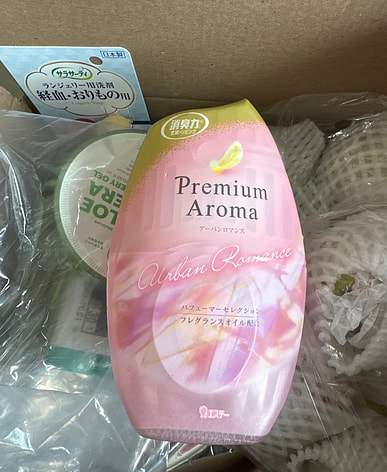 日本製
サラサーティ
ランジェリー用洗剤
経血・おりもの用
ALOE
VERA
消臭力
Premium
Aroma
アーバンロマンス
Urban Romance
パフューマーセレクション
フレグランスオイル配合
エステー